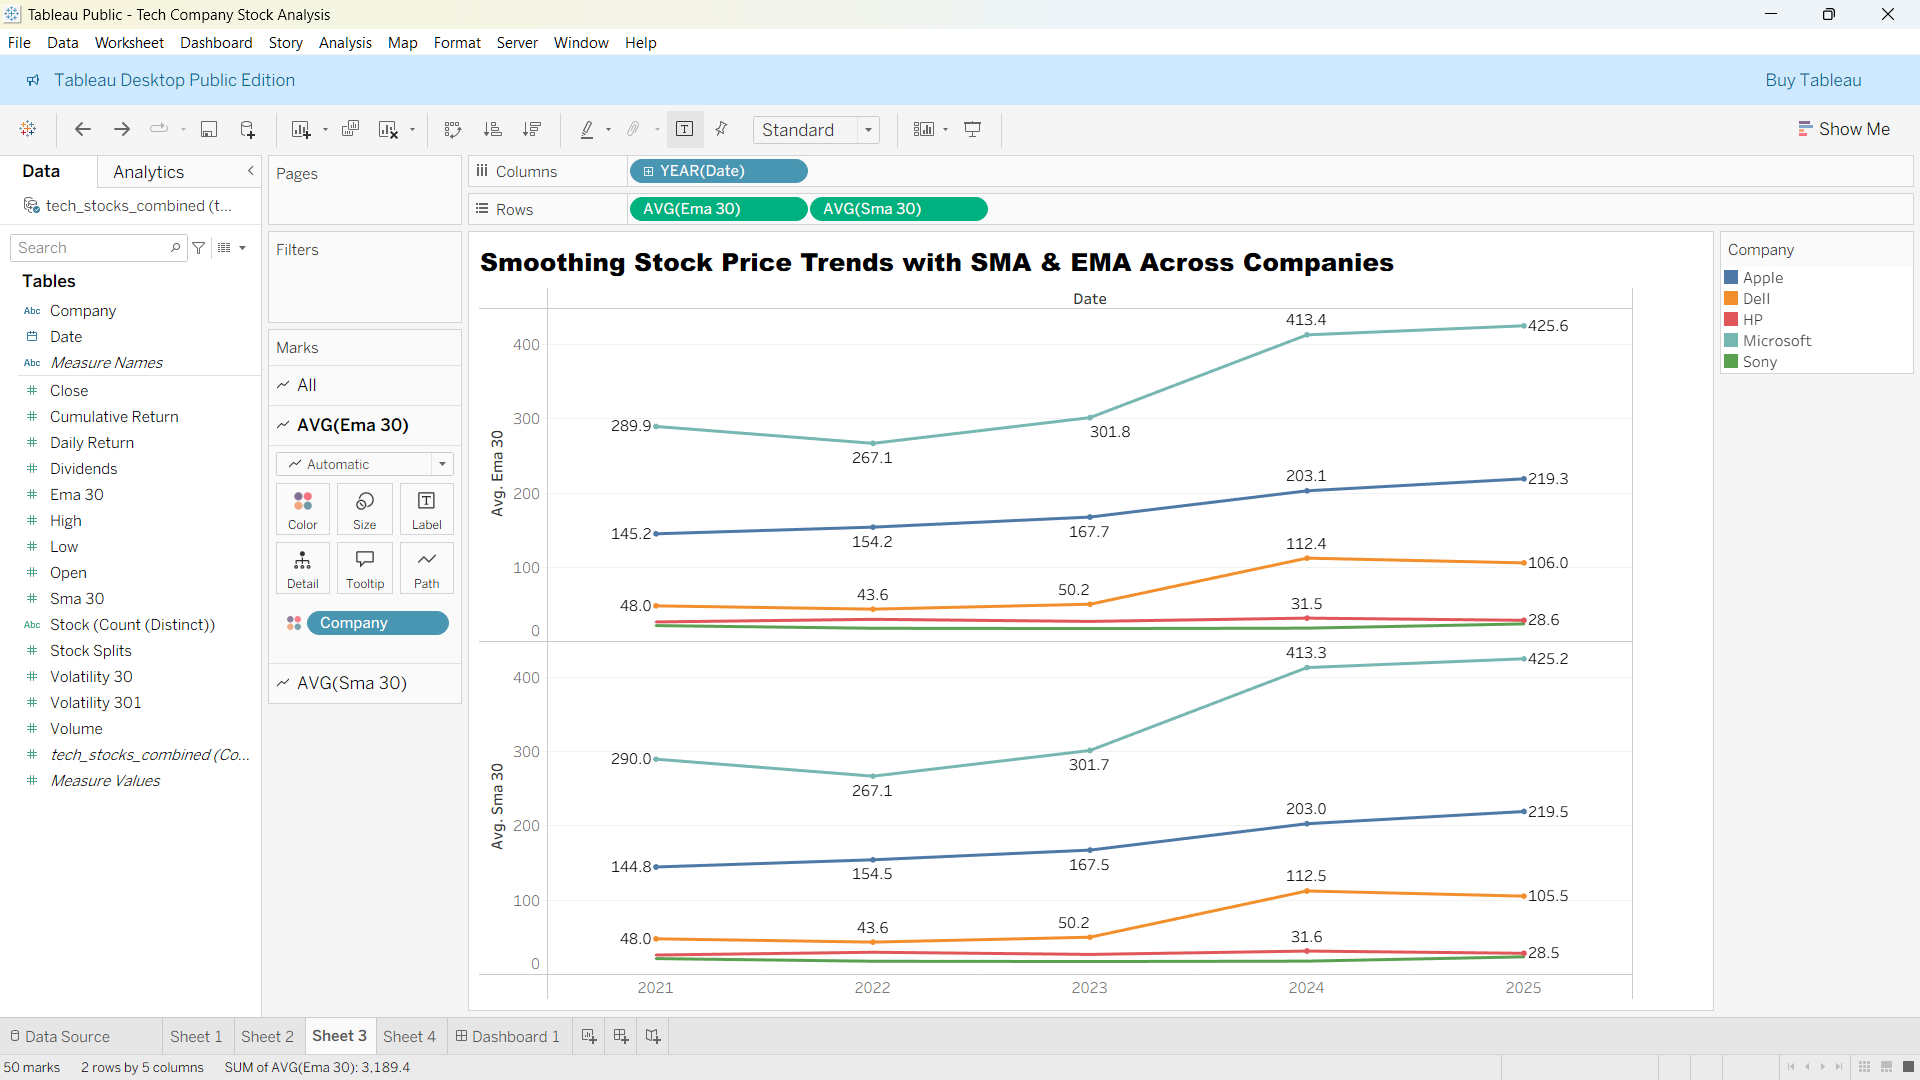 Tableau Public - Tech Company Stock Analysis
File Data Worksheet Dashboard Story Analysis Map Format Server Window Help
Tableau Desktop Public Edition
Buy Tableau
Standard
Show Me
Data
Analytics
tech_stocks_combined (t...
Search
Tables
Abc Company
Date
Abc Measure Names
Close
Cumulative Return
Daily Return
Dividends
Ema 30
High
Low
Open
Sma 30
Abc Stock (Count (Distinct))
Stock Splits
Volatility 30
Volatility 301
Volume
tech_stocks_combined (Co...
Measure Values
Pages
Filters
Marks
All
AVG(Ema 30)
Automatic
Color Size Label
Detail Tooltip Path
Company
AVG(Sma 30)
Columns YEAR(Date)
Rows AVG(Ema 30) AVG(Sma 30)
Smoothing Stock Price Trends with SMA & EMA Across Companies
Date
Avg. Ema 30
400
300
200
100
0
289.9 267.1 301.8 413.4 425.6
145.2 154.2 167.7 203.1 219.3
48.0 43.6 50.2 112.4 106.0
31.5 28.6
Avg. Sma 30
400
300
200
100
0
290.0 267.1 301.7 413.3 425.2
144.8 154.5 167.5 203.0 219.5
48.0 43.6 50.2 112.5 105.5
31.6 28.5
2021 2022 2023 2024 2025
Company
Apple
Dell
HP
Microsoft
Sony
Data Source Sheet 1 Sheet 2 Sheet 3 Sheet 4 Dashboard 1
50 marks 2 rows by 5 columns SUM of AVG(Ema 30): 3,189.4